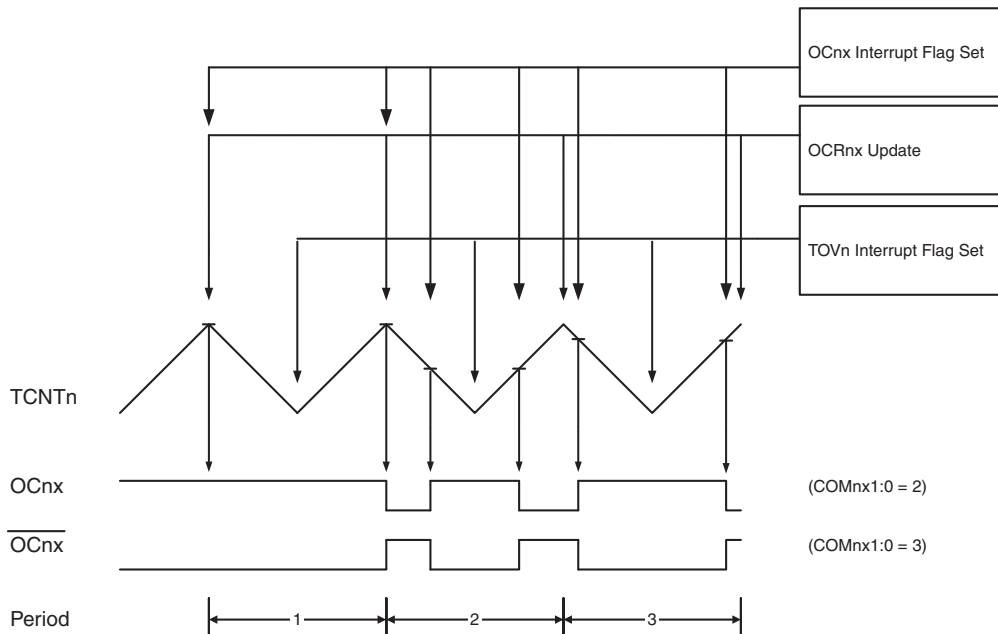 OCnx Interrupt Flag Set
OCRnx Update
TOVn Interrupt Flag Set
TCNTn
OCnx (COMnx1:0 = 2)
OCnx (COMnx1:0 = 3)
Period 1 2 3